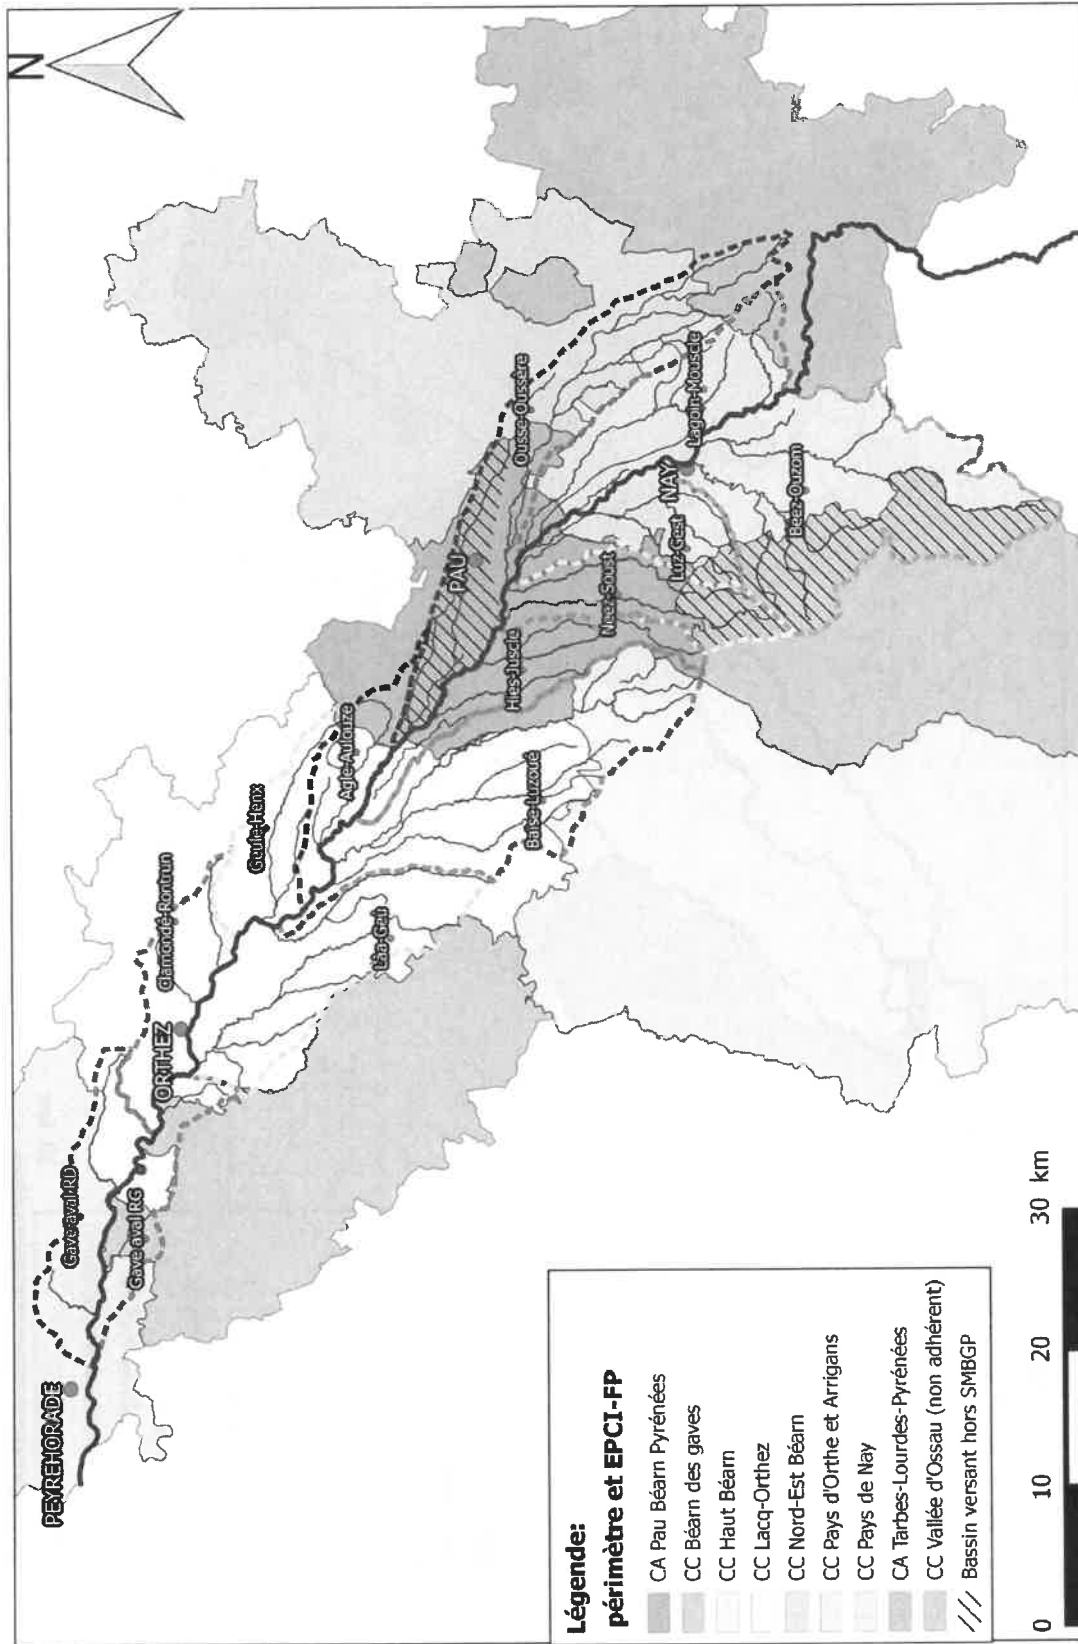 N
PEYREHORADE
Gave aval RD
Gave aval RG
ORTHEZ
Clamondé-Rontrun
Geule-Henx
Lâa-Geü
Agle-Aulouze
Baïse-Luzoué
Hies-Juscle
PAU
Neez-Soust
Ousse-Oussère
Luz-Gest
NAY
Lagoin-Mouscle
Beez-Ouzom
Légende:
périmètre et EPCI-FP
CA Pau Béarn Pyrénées
CC Béarn des gaves
CC Haut Béarn
CC Lacq-Orthez
CC Nord-Est Béarn
CC Pays d'Orthe et Arrigans
CC Pays de Nay
CA Tarbes-Lourdes-Pyrénées
CC Vallée d'Ossau (non adhérent)
Bassin versant hors SMBGP
0 10 20 30 km